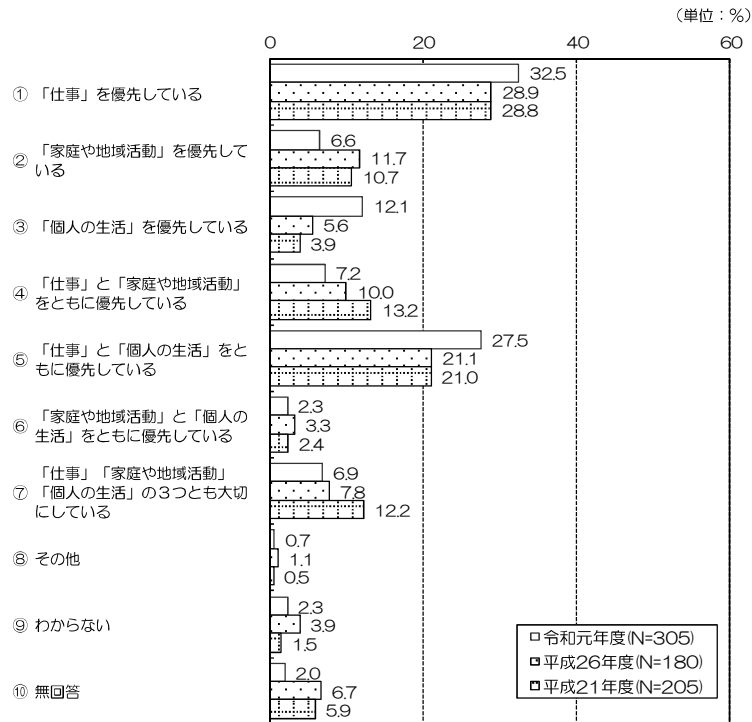 （単位：％）
0 20 40 60
① 「仕事」を優先している
32.5
28.9
28.8
② 「家庭や地域活動」を優先して
いる
6.6
11.7
10.7
③ 「個人の生活」を優先している
12.1
5.6
3.9
④ 「仕事」と「家庭や地域活動」
をともに優先している
7.2
10.0
13.2
⑤ 「仕事」と「個人の生活」をと
もに優先している
27.5
21.1
21.0
⑥ 「家庭や地域活動」と「個人の
生活」をともに優先している
2.3
3.3
2.4
⑦ 「仕事」「家庭や地域活動」
「個人の生活」の３つとも大切
にしている
6.9
7.8
12.2
⑧ その他
0.7
1.1
0.5
⑨ わからない
2.3
3.9
1.5
⑩ 無回答
2.0
6.7
5.9
令和元年度(N=305)
平成26年度(N=180)
平成21年度(N=205)